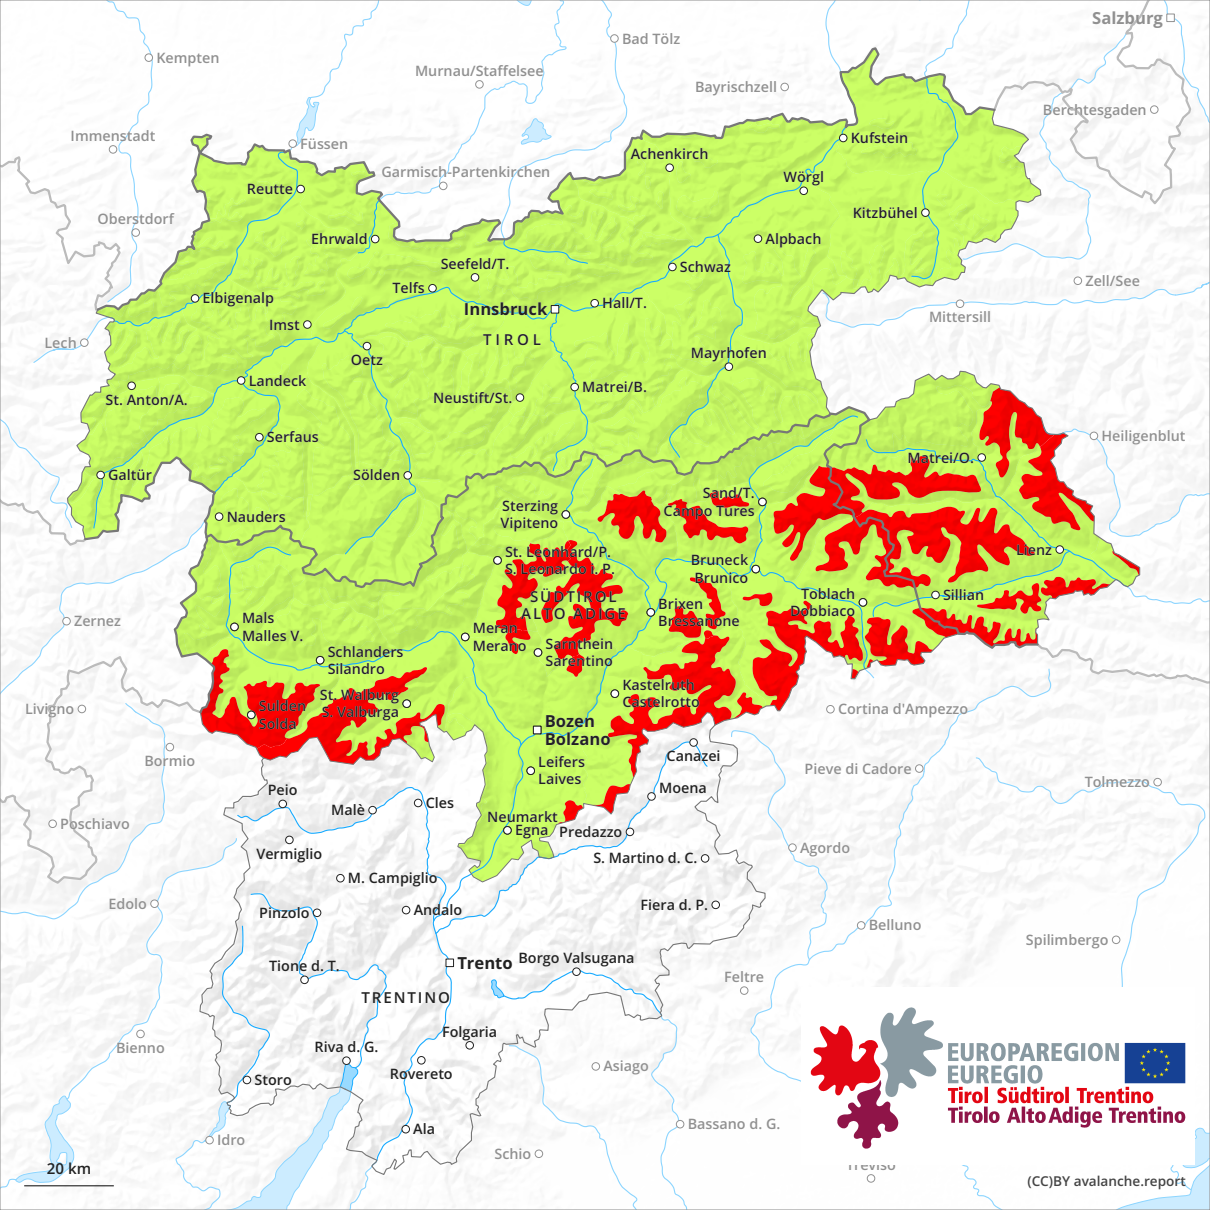 Salzburg
Kempten
Bad Tölz
Murnau/Staffelsee
Bayrischzell
Berchtesgaden
Immenstadt
Füssen
Kufstein
Achenkirch
Garmisch-Partenkirchen
Wörgl
Reutte
Kitzbühel
Oberstdorf
Ehrwald
Alpbach
Seefeld/T.
Schwaz
Zell/See
Telfs
Elbigenalp
Innsbruck
Hall/T.
Mittersill
Imst
TIROL
Lech
Oetz
Mayrhofen
Landeck
Matrei/B.
St. Anton/A.
Neustift/St.
Serfaus
Heiligenblut
Matrei/O.
Galtür
Sölden
Sand/T.
Campo Tures
Sterzing
Vipiteno
Nauders
St. Leonhard/P.
S. Leonardo i. P.
Lienz
Bruneck
Brunico
SÜDTIROL
ALTO ADIGE
Toblach
Dobbiaco
Sillian
Brixen
Bressanone
Zernez
Mals
Malles V.
Meran
Merano
Sarnthein
Sarentino
Schlanders
Silandro
Kastelruth
Castelrotto
St. Walburg
S. Valburga
Livigno
Sulden
Solda
Cortina d'Ampezzo
Bozen
Bolzano
Bormio
Canazei
Leifers
Laives
Pieve di Cadore
Tolmezzo
Peio
Moena
Malè
Cles
Neumarkt
Egna
Predazzo
Poschiavo
Vermiglio
Agordo
S. Martino d. C.
M. Campiglio
Edolo
Pinzolo
Andalo
Fiera d. P.
Belluno
Spilimbergo
Trento
Borgo Valsugana
Tione d. T.
Feltre
TRENTINO
Folgaria
Bienno
Riva d. G.
Rovereto
Asiago
Storo
EUROPAREGION
EUREGIO
Tirol Südtirol Trentino
Tirolo Alto Adige Trentino
Ala
Bassano d. G.
Idro
Schio
Treviso
20 km
(CC)BY avalanche.report